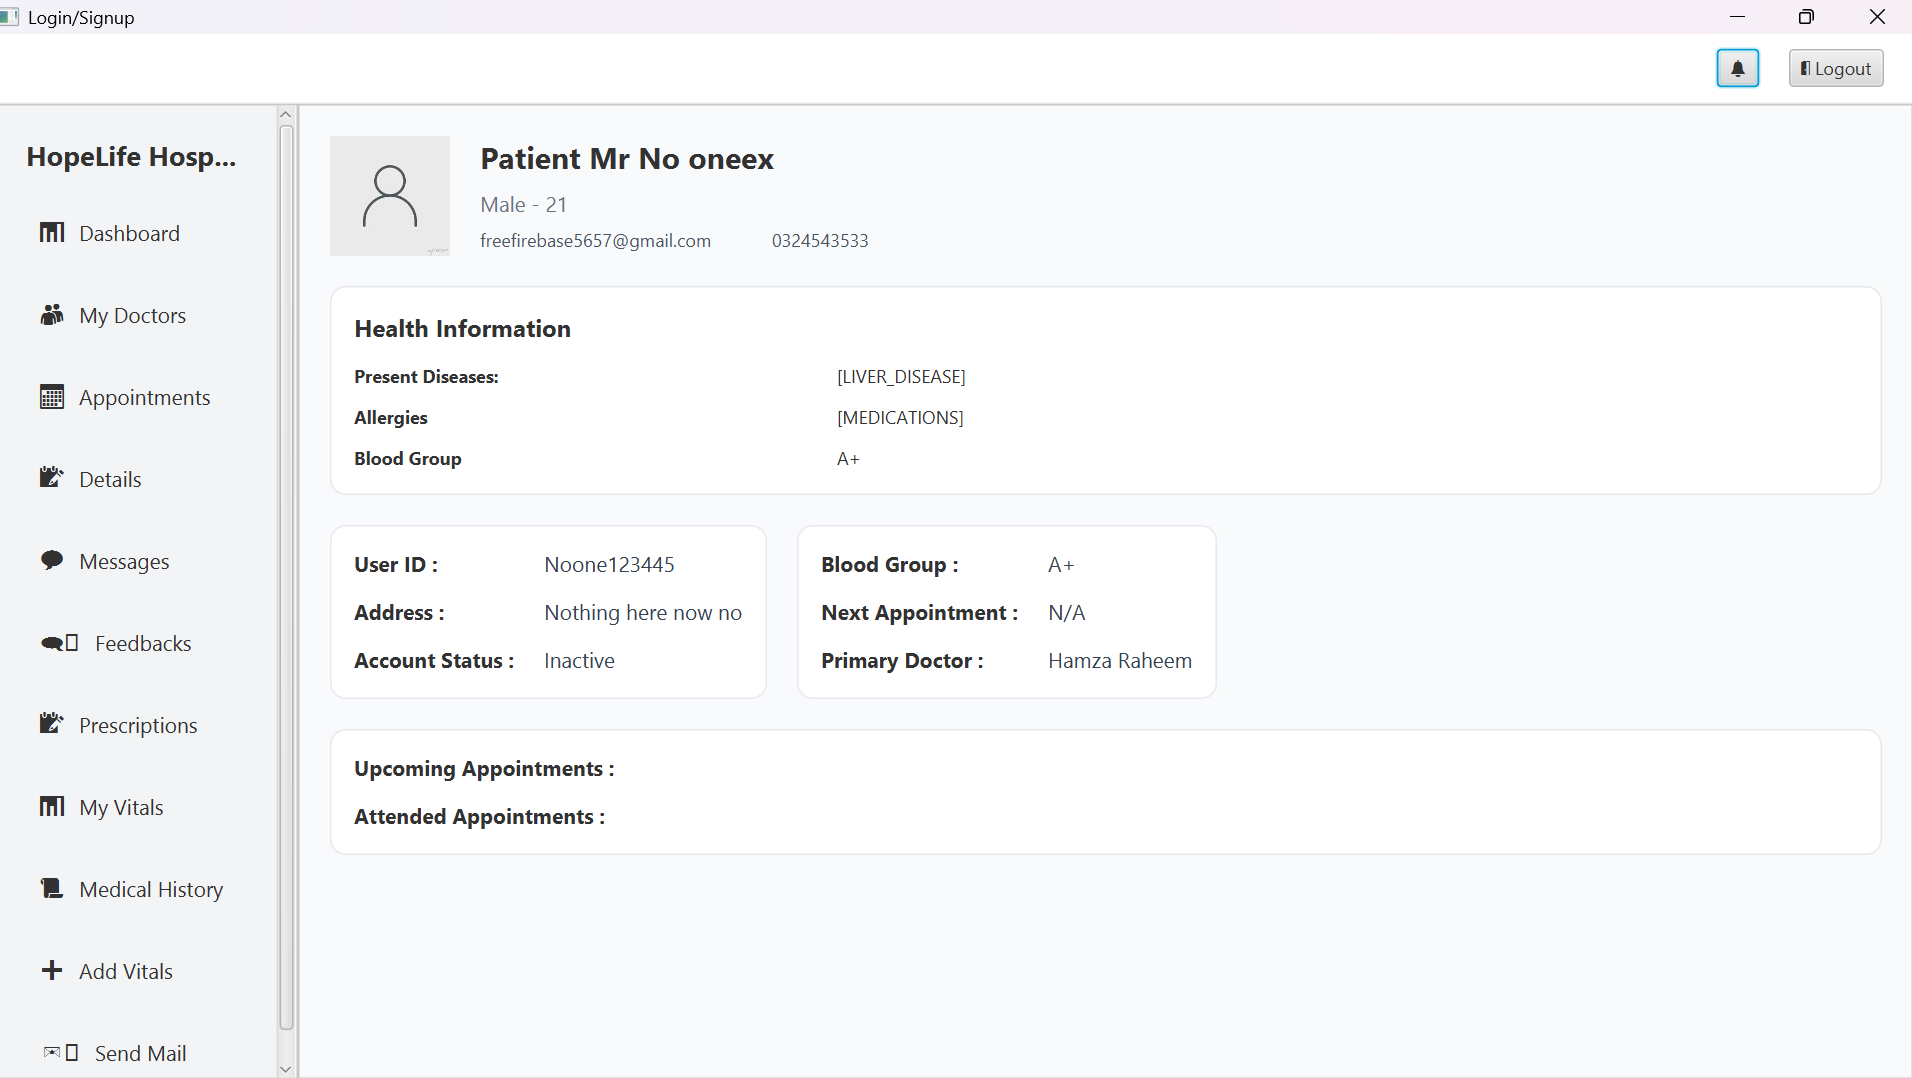 Login/Signup
Logout
HopeLife Hosp...
Dashboard
My Doctors
Appointments
Details
Messages
Feedbacks
Prescriptions
My Vitals
Medical History
Add Vitals
Send Mail
Patient Mr No oneex
Male - 21
freefirebase5657@gmail.com 0324543533
Health Information
Present Diseases: [LIVER_DISEASE]
Allergies [MEDICATIONS]
Blood Group A+
User ID : Noone123445
Address : Nothing here now no
Account Status : Inactive
Blood Group : A+
Next Appointment : N/A
Primary Doctor : Hamza Raheem
Upcoming Appointments :
Attended Appointments :